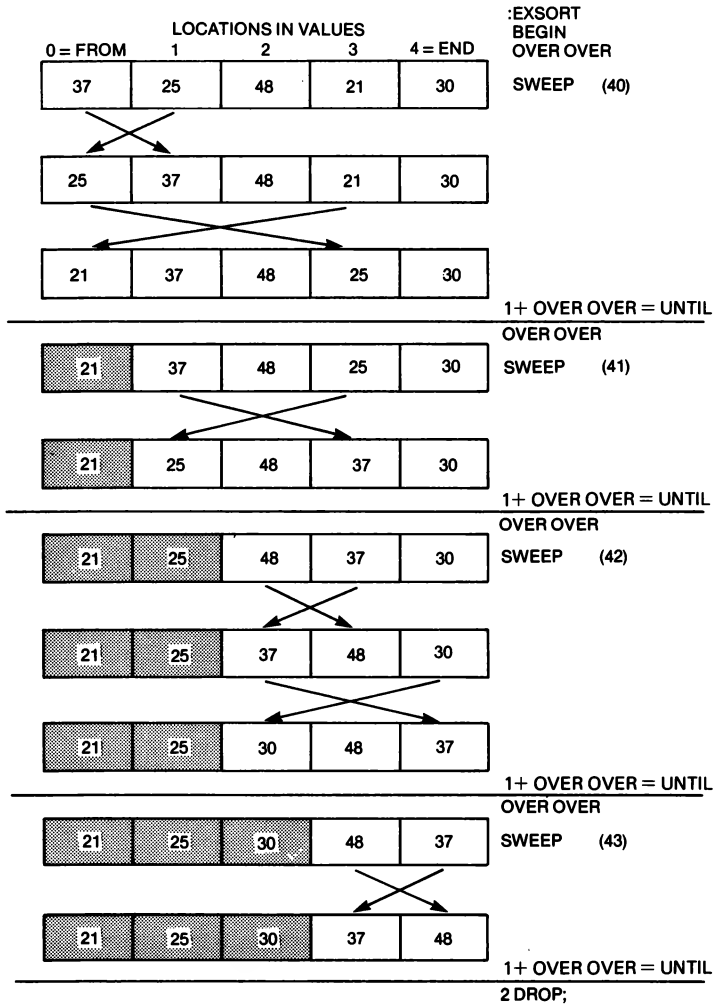 :EXSORT
LOCATIONS IN VALUES BEGIN
0 = FROM 1 2 3 4 = END OVER OVER
37 25 48 21 30 SWEEP (40)
25 37 48 21 30
21 37 48 25 30
1+ OVER OVER = UNTIL
OVER OVER
21 37 48 25 30 SWEEP (41)
21 25 48 37 30
1+ OVER OVER = UNTIL
OVER OVER
21 25 48 37 30 SWEEP (42)
21 25 37 48 30
21 25 30 48 37
1+ OVER OVER = UNTIL
OVER OVER
21 25 30 48 37 SWEEP (43)
21 25 30 37 48
1+ OVER OVER = UNTIL
2 DROP;